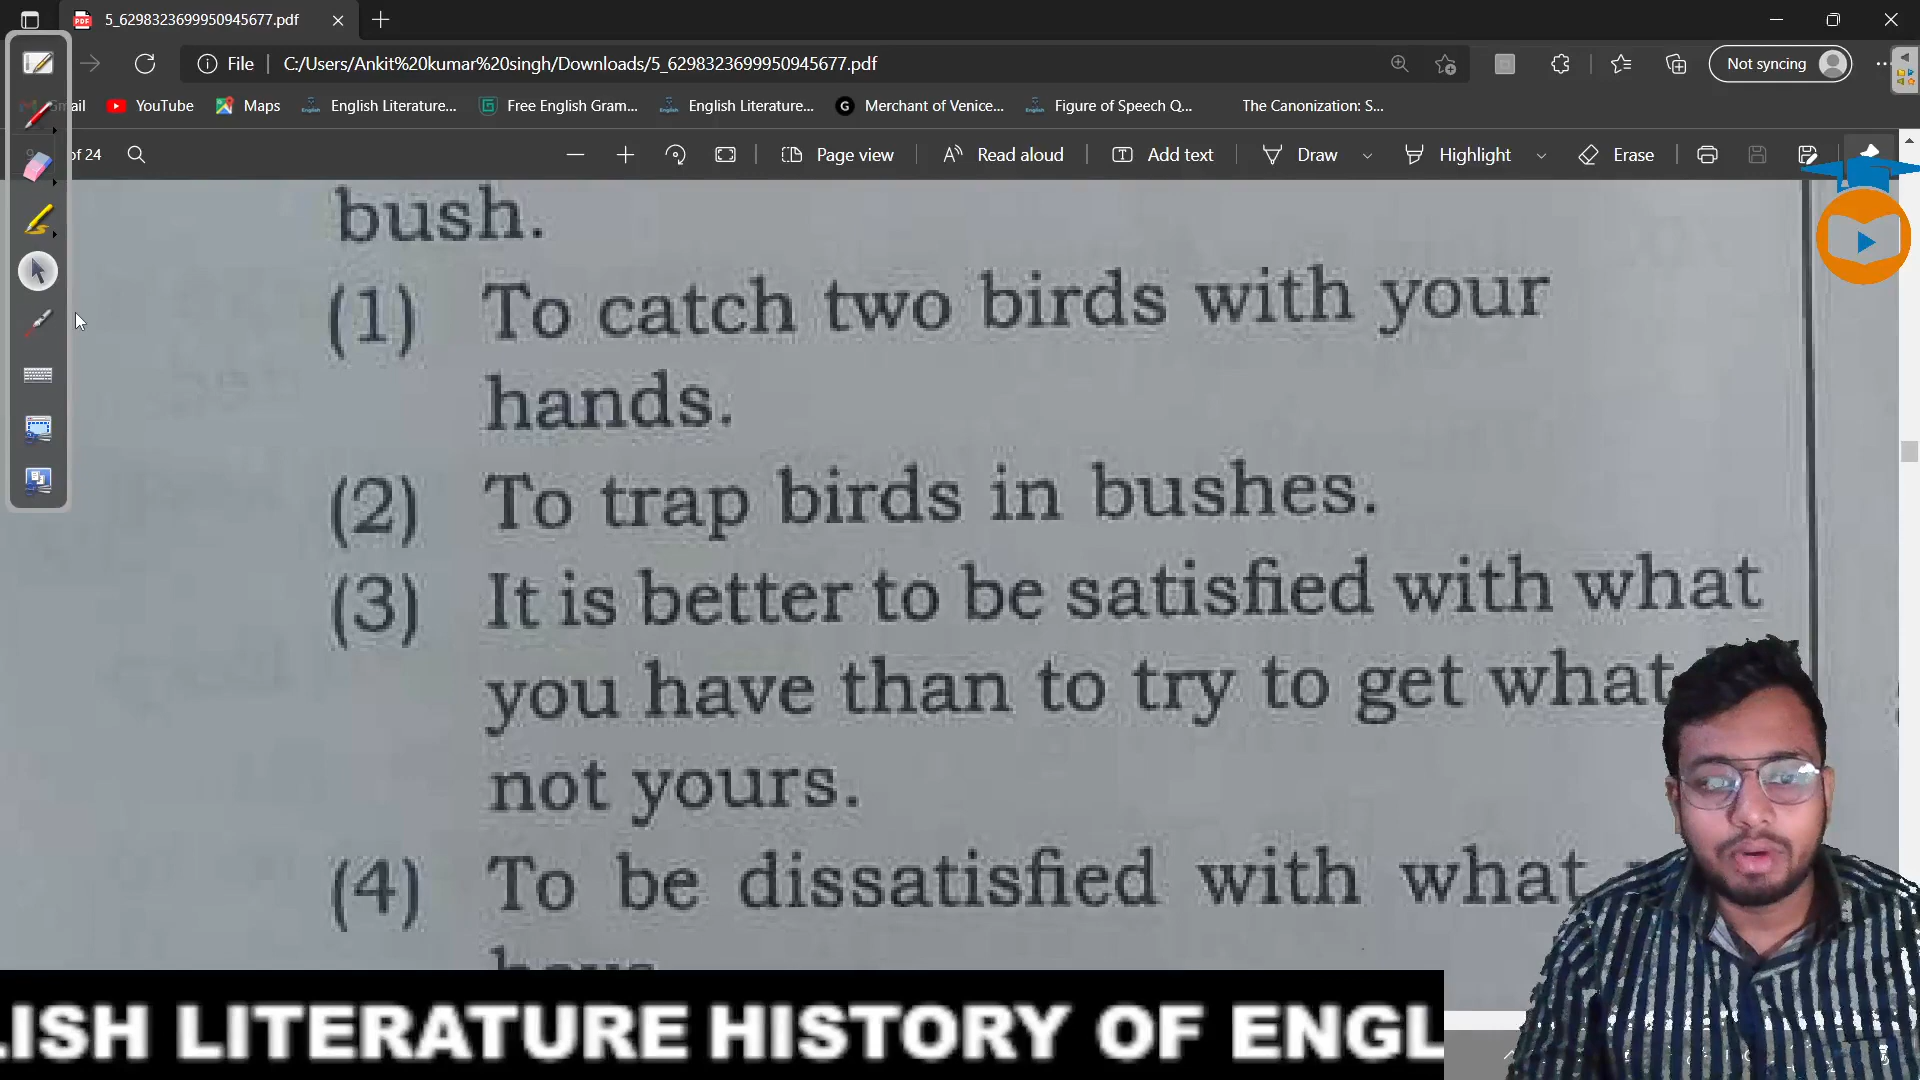 5_6298323699950945677.pdf
File C:/Users/Ankit%20kumar%20singh/Downloads/5_6298323699950945677.pdf Not syncing
YouTube Maps English Literature... Free English Gram... English Literature... Merchant of Venice... Figure of Speech Q... The Canonization: S...
of 24 Page view Read aloud Add text Draw Highlight Erase
bush.
(1) To catch two birds with your
hands.
(2) To trap birds in bushes.
(3) It is better to be satisfied with what
you have than to try to get what
not yours.
(4) To be dissatisfied with what
LISH LITERATURE HISTORY OF ENGL